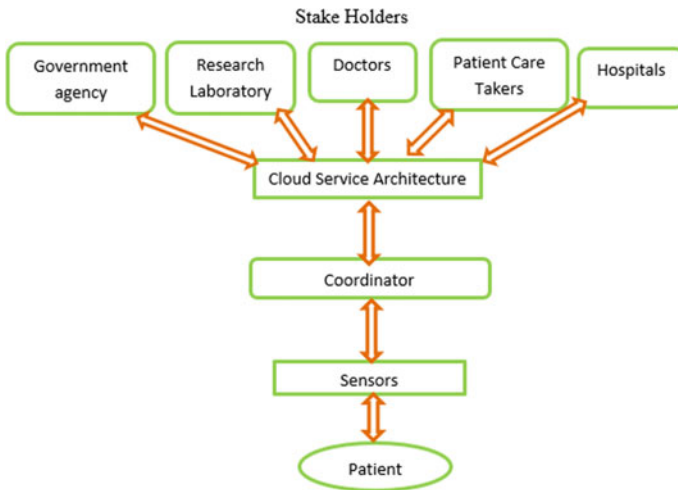 Stake Holders
Government
agency
Research
Laboratory
Doctors
Patient Care
Takers
Hospitals
Cloud Service Architecture
Coordinator
Sensors
Patient